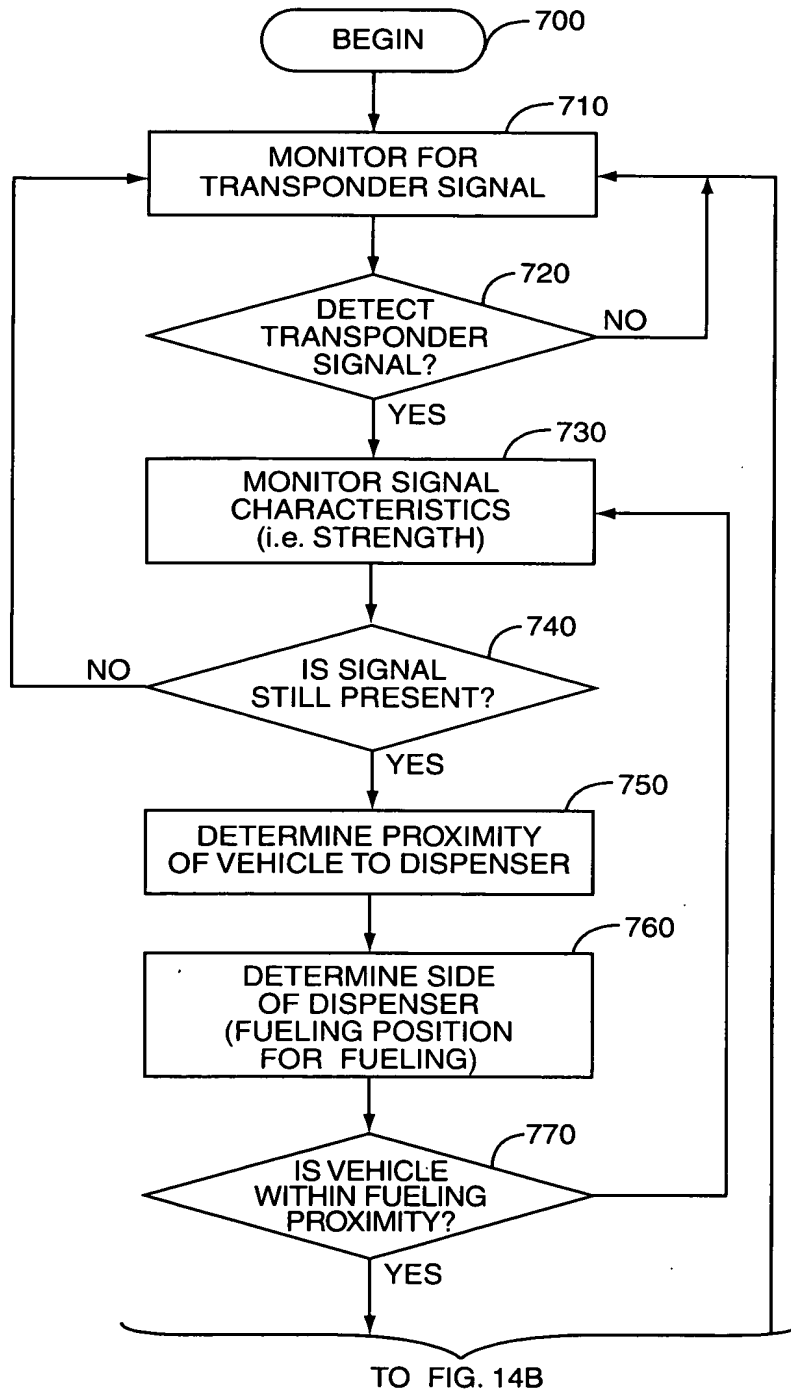 BEGIN
700
710
MONITOR FOR
TRANSPONDER SIGNAL
720
DETECT
TRANSPONDER
SIGNAL?
NO
YES
730
MONITOR SIGNAL
CHARACTERISTICS
(i.e. STRENGTH)
740
NO
IS SIGNAL
STILL PRESENT?
YES
750
DETERMINE PROXIMITY
OF VEHICLE TO DISPENSER
760
DETERMINE SIDE
OF DISPENSER
(FUELING POSITION
FOR FUELING)
770
IS VEHICLE
WITHIN FUELING
PROXIMITY?
YES
TO FIG. 14B